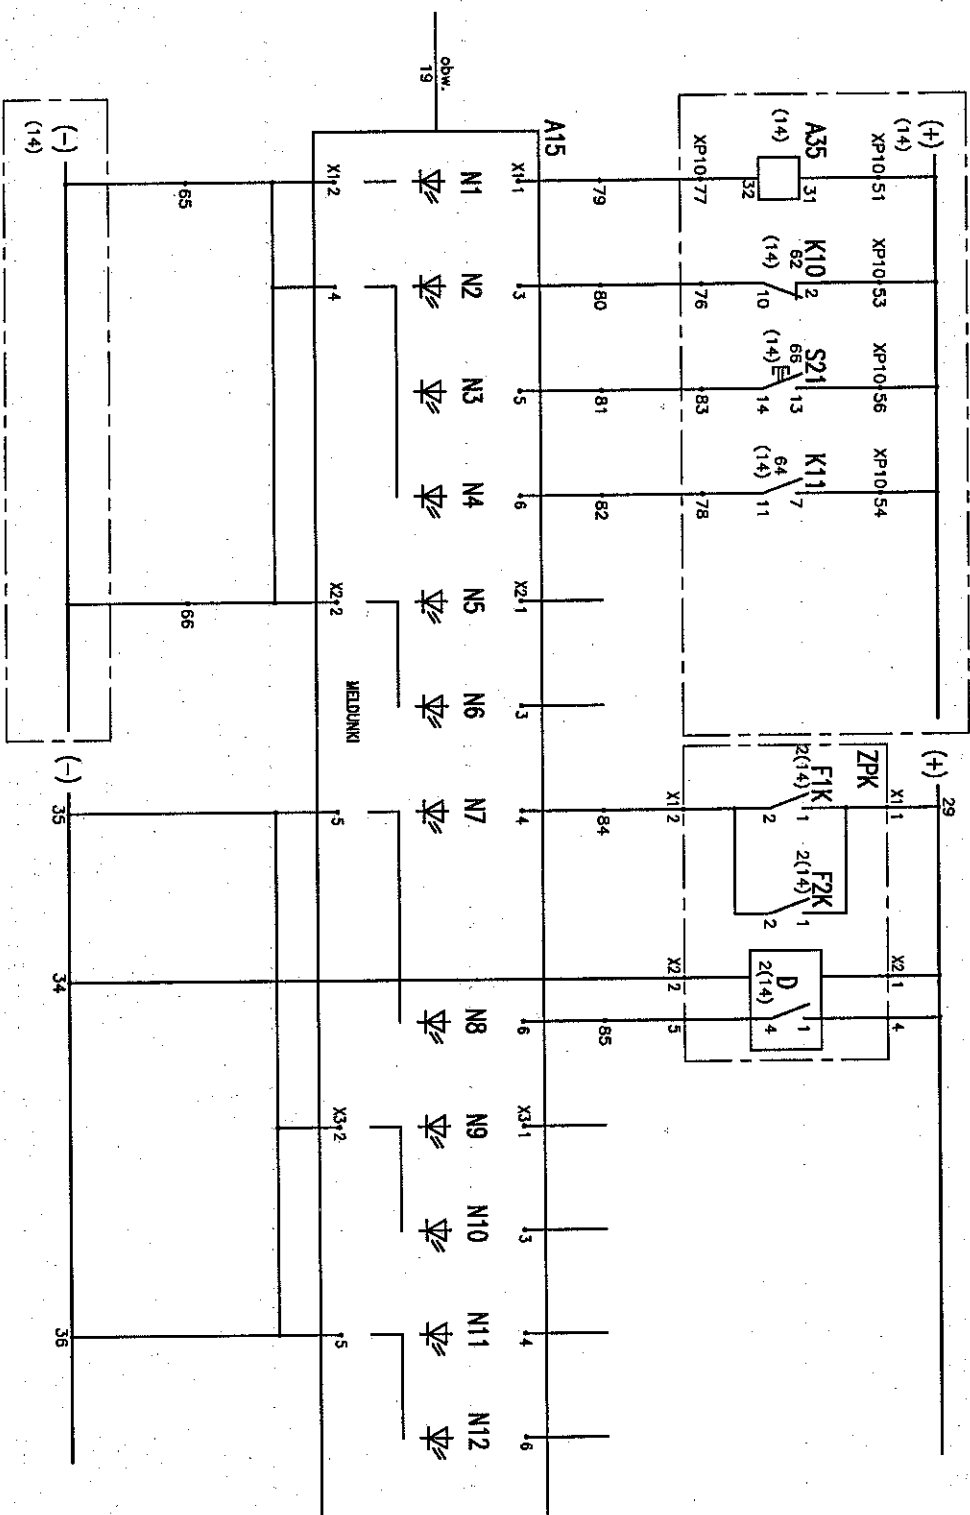 (+)
(14)
XP10 51
XP10 53
XP10 56
XP10 54
A35
(14)
31
32
K10
62
(14)
2
10
S21
66
(14)
13
14
K11
64
(14)
7
11
XP10 77
76
83
78
79
80
81
82
(+)
29
ZPK
X1 1
X2 1
4
F1K
2(14)
1
2
F2K
2(14)
1
2
D
2(14)
1
4
X1 2
X2 2
5
84
85
obw.
19
A15
X1 1
3
5
6
X2 1
3
4
6
X3 1
3
4
6
N1
N2
N3
N4
N5
N6
N7
N8
N9
N10
N11
N12
X1 2
4
X2 2
MELDUNKI
5
X3 2
5
65
66
(-)
(14)
(-)
35
34
36